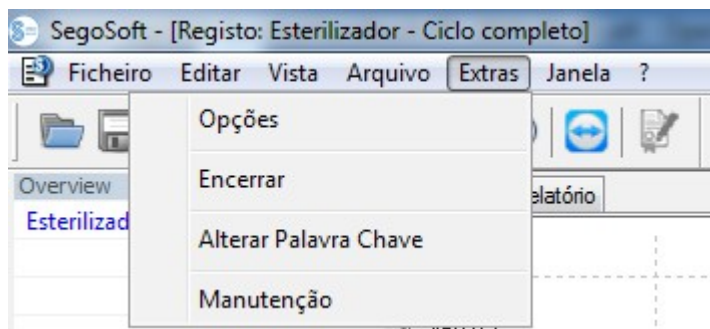 SegoSoft - [Registo: Esterilizador - Ciclo completo]
Ficheiro Editar Vista Arquivo Extras Janela ?
Opções
Overview
Encerrar
elatório
Esterilizad
Alterar Palavra Chave
Manutenção